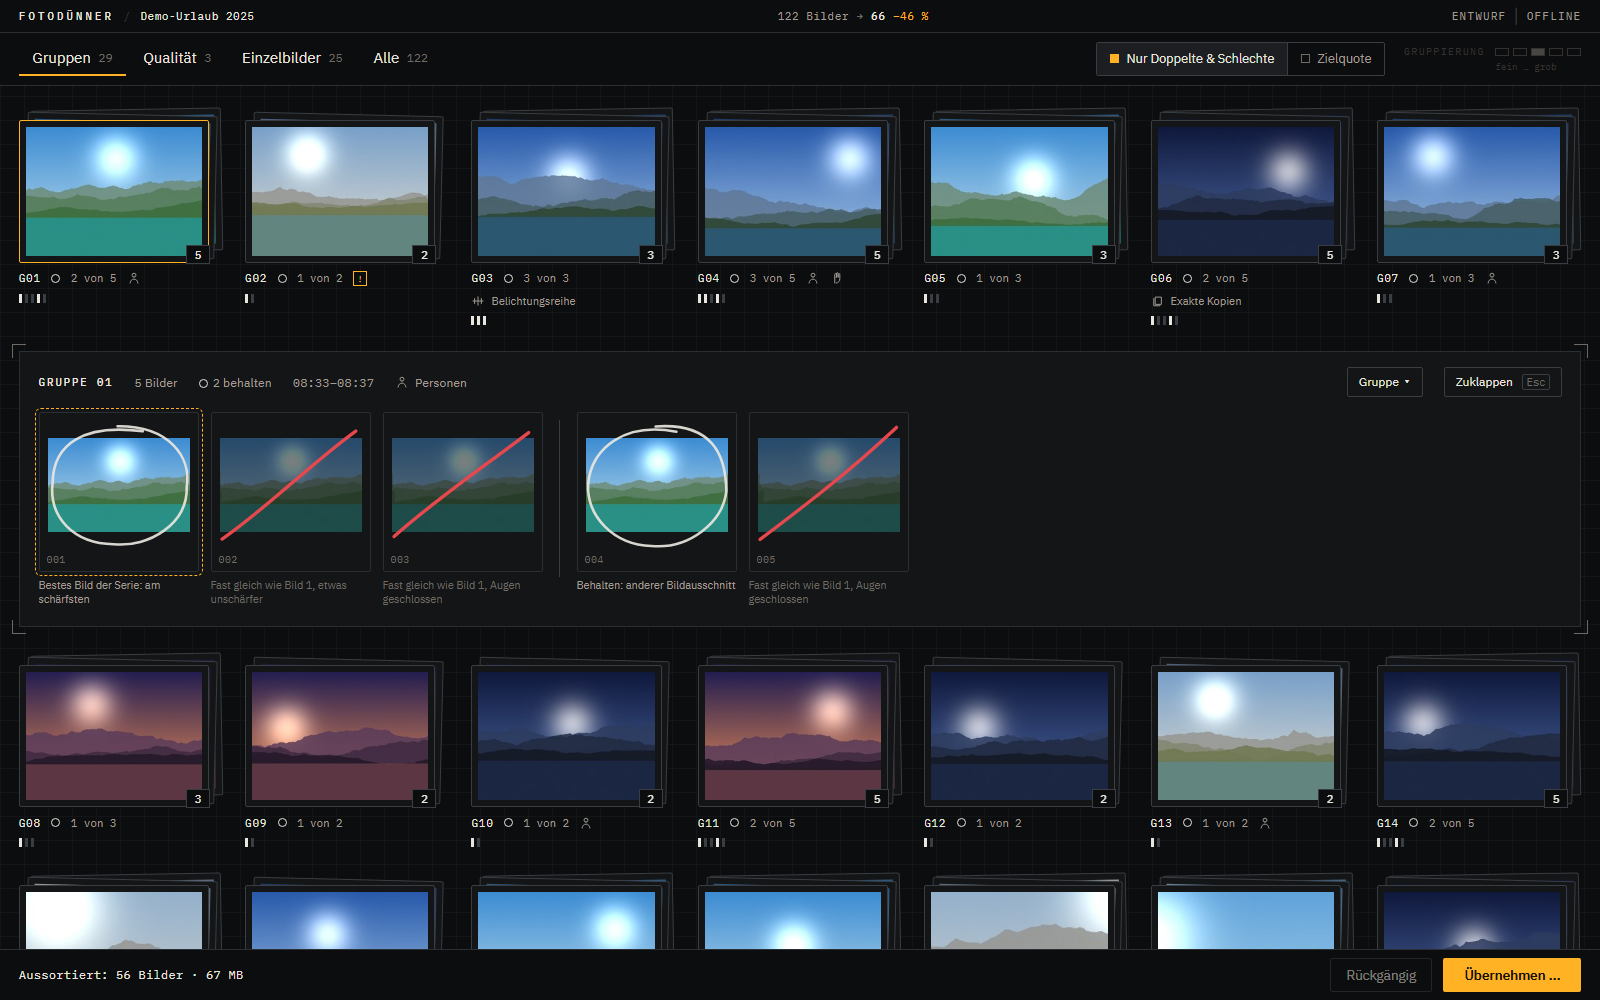 FOTODÜNNER / Demo-Urlaub 2025
122 Bilder → 66 −46 %
ENTWURF | OFFLINE
Gruppen 29 Qualität 3 Einzelbilder 25 Alle 122
Nur Doppelte & Schlechte Zielquote
GRUPPIERUNG
fein … grob
5 2 3 5 3 5 3
G01 2 von 5
G02 1 von 2 !
G03 3 von 3
Belichtungsreihe
G04 3 von 5
G05 1 von 3
G06 2 von 5
Exakte Kopien
G07 1 von 3
GRUPPE 01 5 Bilder 2 behalten 08:33–08:37 Personen
Gruppe ▾ Zuklappen Esc
001 002 003 004 005
Bestes Bild der Serie: am
schärfsten
Fast gleich wie Bild 1, etwas
unschärfer
Fast gleich wie Bild 1, Augen
geschlossen
Behalten: anderer Bildausschnitt
Fast gleich wie Bild 1, Augen
geschlossen
3 2 2 5 2 2 5
G08 1 von 3
G09 1 von 2
G10 1 von 2
G11 2 von 5
G12 1 von 2
G13 1 von 2
G14 2 von 5
Aussortiert: 56 Bilder · 67 MB
Rückgängig Übernehmen …